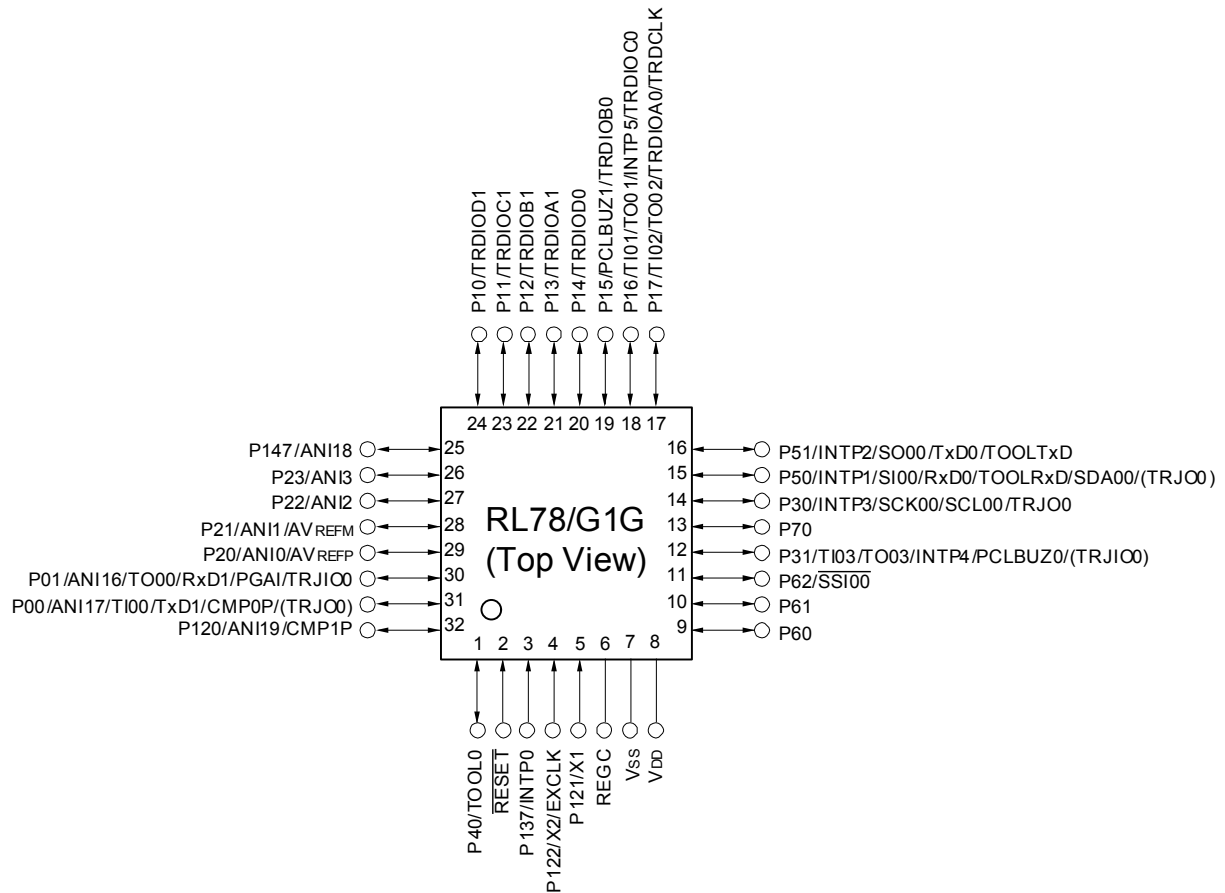 P10/TRDIOD1
P11/TRDIOC1
P12/TRDIOB1
P13/TRDIOA1
P14/TRDIOD0
P15/PCLBUZ1/TRDIOB0
P16/TI01/TO01/INTP5/TRDIOC0
P17/TI02/TO02/TRDIOA0/TRDCLK
24 23 22 21 20 19 18 17
P147/ANI18 25
P23/ANI3 26
P22/ANI2 27
P21/ANI1/AVREFM 28
P20/ANI0/AVREFP 29
P01/ANI16/TO00/RxD1/PGAI/TRJIO0 30
P00/ANI17/TI00/TxD1/CMP0P/(TRJO0) 31
P120/ANI19/CMP1P 32
RL78/G1G
(Top View)
16 P51/INTP2/SO00/TxD0/TOOLTxD
15 P50/INTP1/SI00/RxD0/TOOLRxD/SDA00/(TRJO0)
14 P30/INTP3/SCK00/SCL00/TRJO0
13 P70
12 P31/TI03/TO03/INTP4/PCLBUZ0/(TRJIO0)
11 P62/SSI00
10 P61
9 P60
1 2 3 4 5 6 7 8
P40/TOOL0
RESET
P137/INTP0
P122/X2/EXCLK
P121/X1
REGC
VSS
VDD